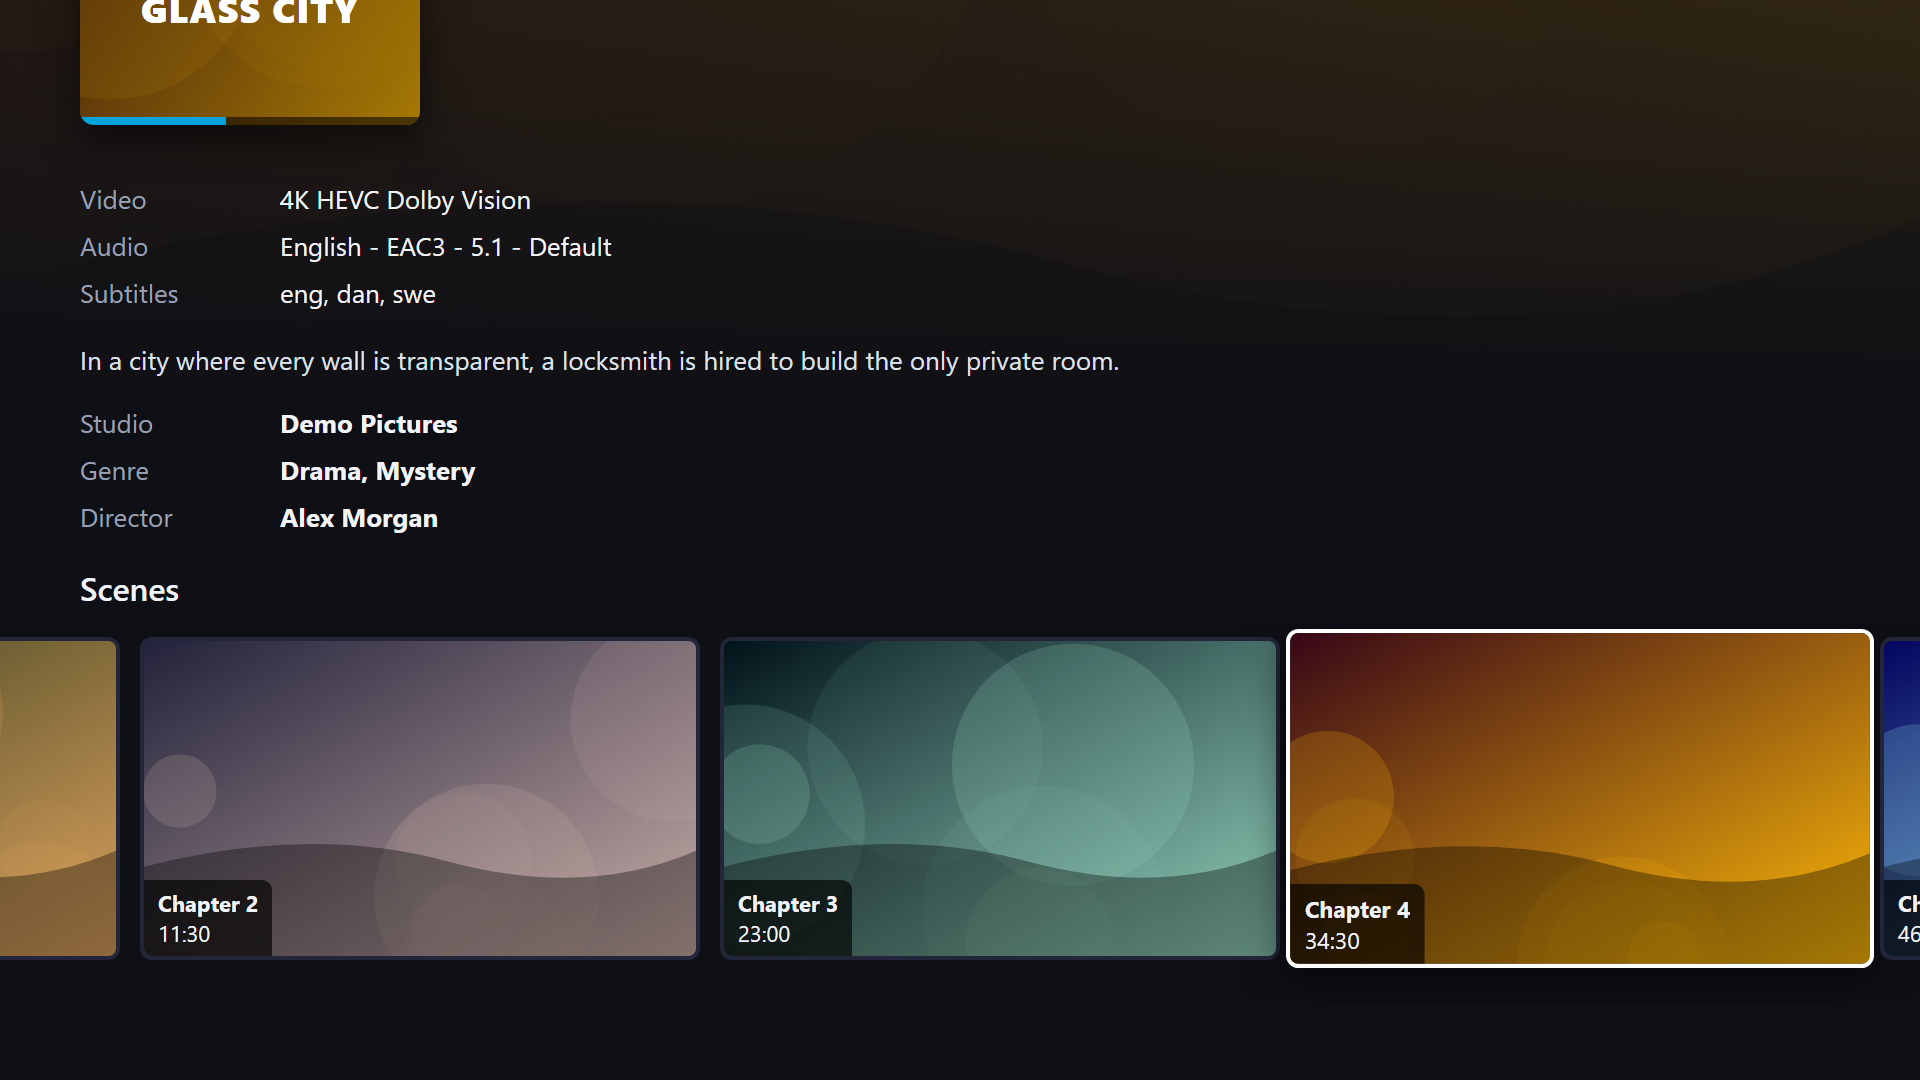 GLASS CITY
Video 4K HEVC Dolby Vision
Audio English - EAC3 - 5.1 - Default
Subtitles eng, dan, swe
In a city where every wall is transparent, a locksmith is hired to build the only private room.
Studio Demo Pictures
Genre Drama, Mystery
Director Alex Morgan
Scenes
Chapter 2
11:30
Chapter 3
23:00
Chapter 4
34:30